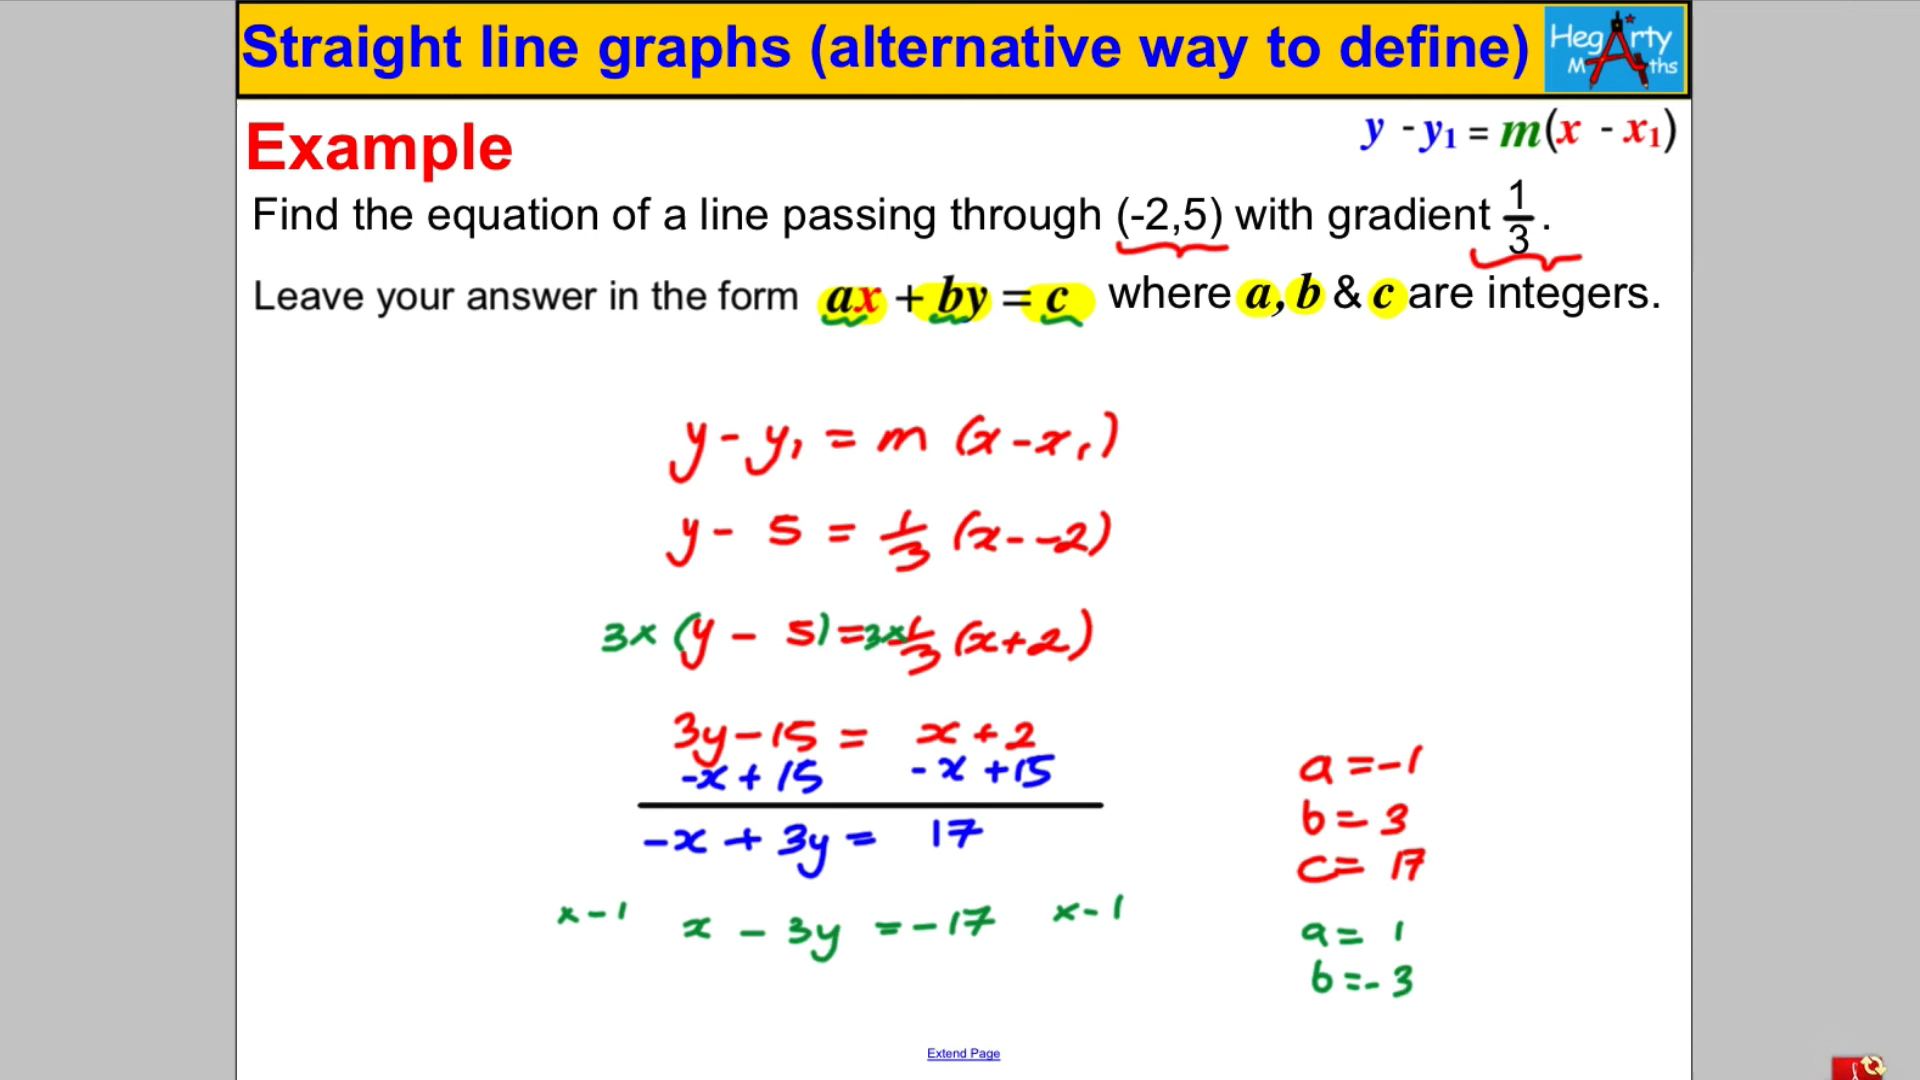 Straight line graphs (alternative way to define)
HegArty
MAths
Example
y - y₁ = m(x - x₁)
Find the equation of a line passing through (-2,5) with gradient 1/3.
Leave your answer in the form ax + by = c where a, b & c are integers.
y - y₁ = m (x - x₁)
y - 5 = 1/3 (x - -2)
3× (y - 5) = 3× 1/3 (x+2)
3y - 15 = x + 2
-x + 15 -x + 15
-x + 3y = 17
x - 1 x - 3y = -17 x - 1
a = -1
b = 3
c = 17
a = 1
b = -3
Extend Page